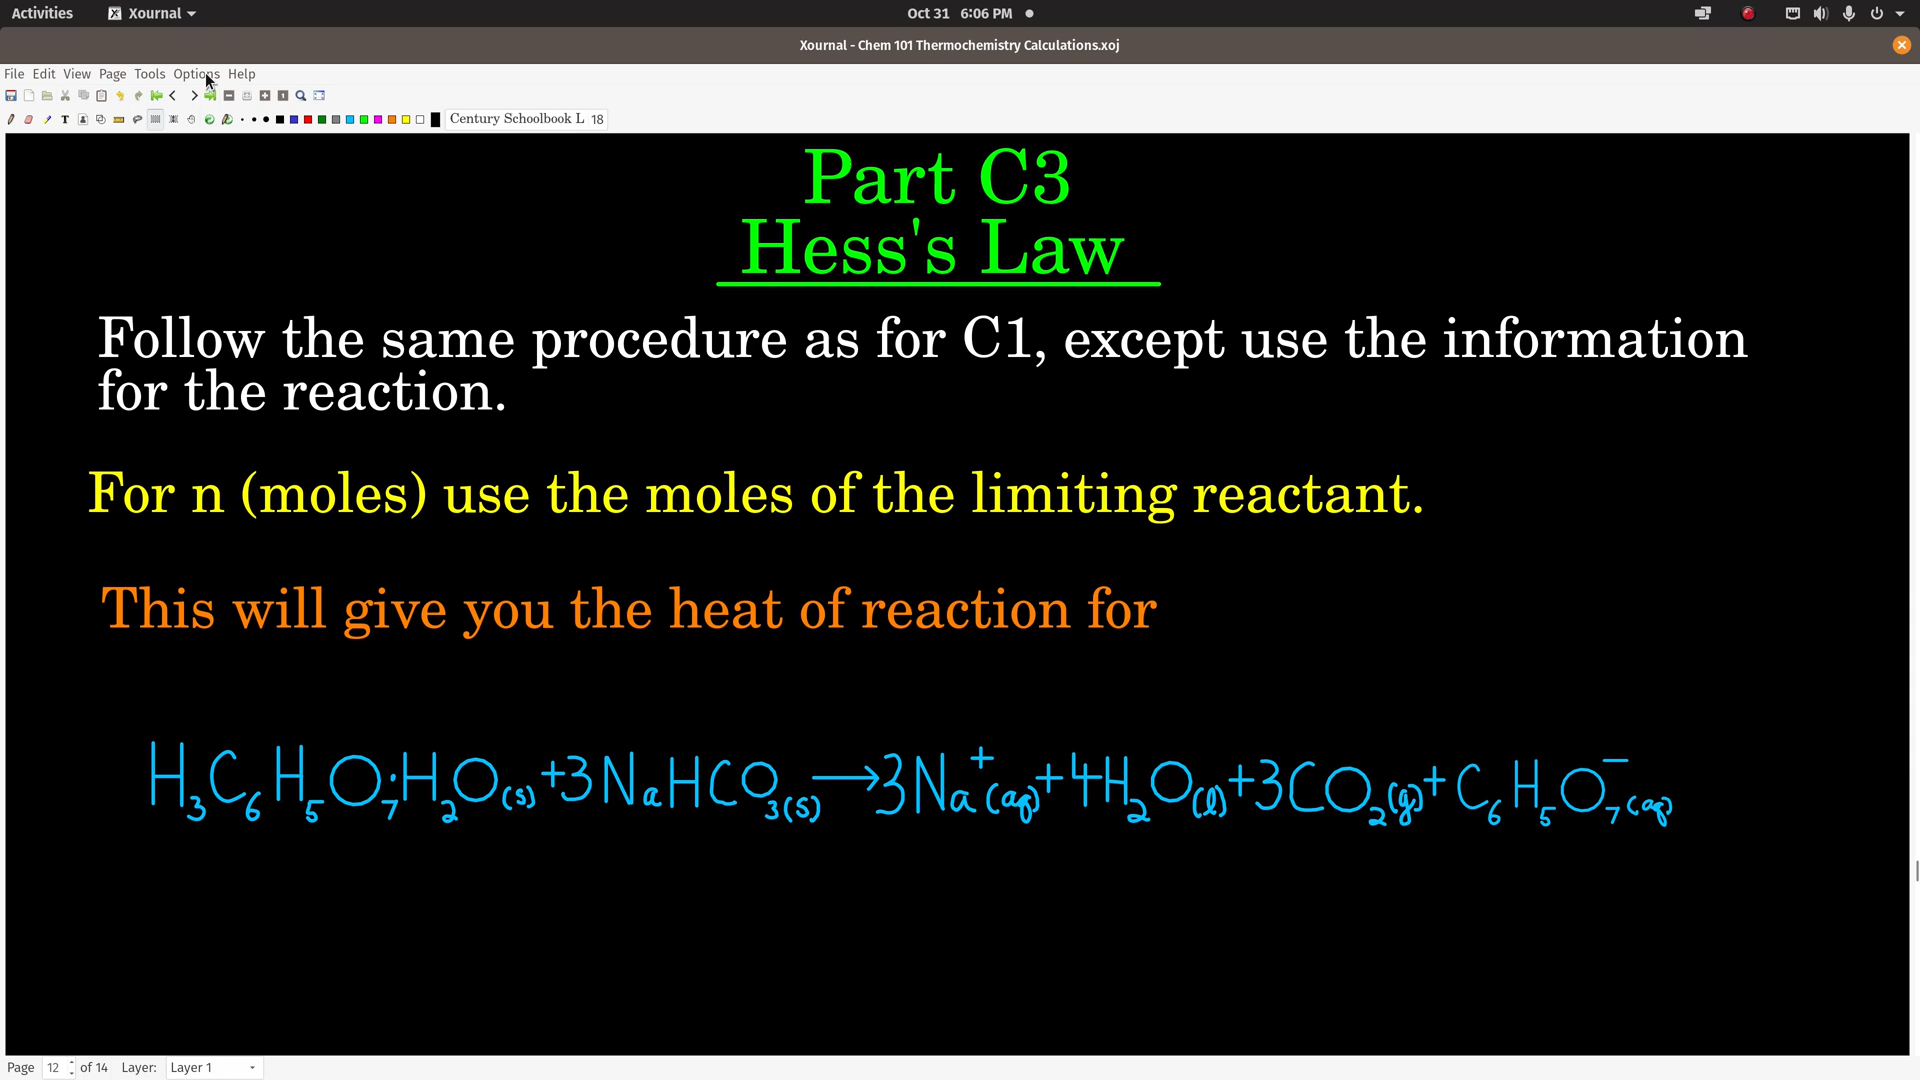 Activities Xournal Oct 31 6:06 PM
Xournal - Chem 101 Thermochemistry Calculations.xoj
File Edit View Page Tools Options Help
Century Schoolbook L 18
Part C3
Hess's Law
Follow the same procedure as for C1, except use the information
for the reaction.
For n (moles) use the moles of the limiting reactant.
This will give you the heat of reaction for
H₃C₆H₅O₇·H₂O(s)+3NaHCO₃(s)⟶3Na⁺(aq)+4H₂O(l)+3CO₂(g)+C₆H₅O₇⁻(aq)
Page 12 of 14 Layer: Layer 1